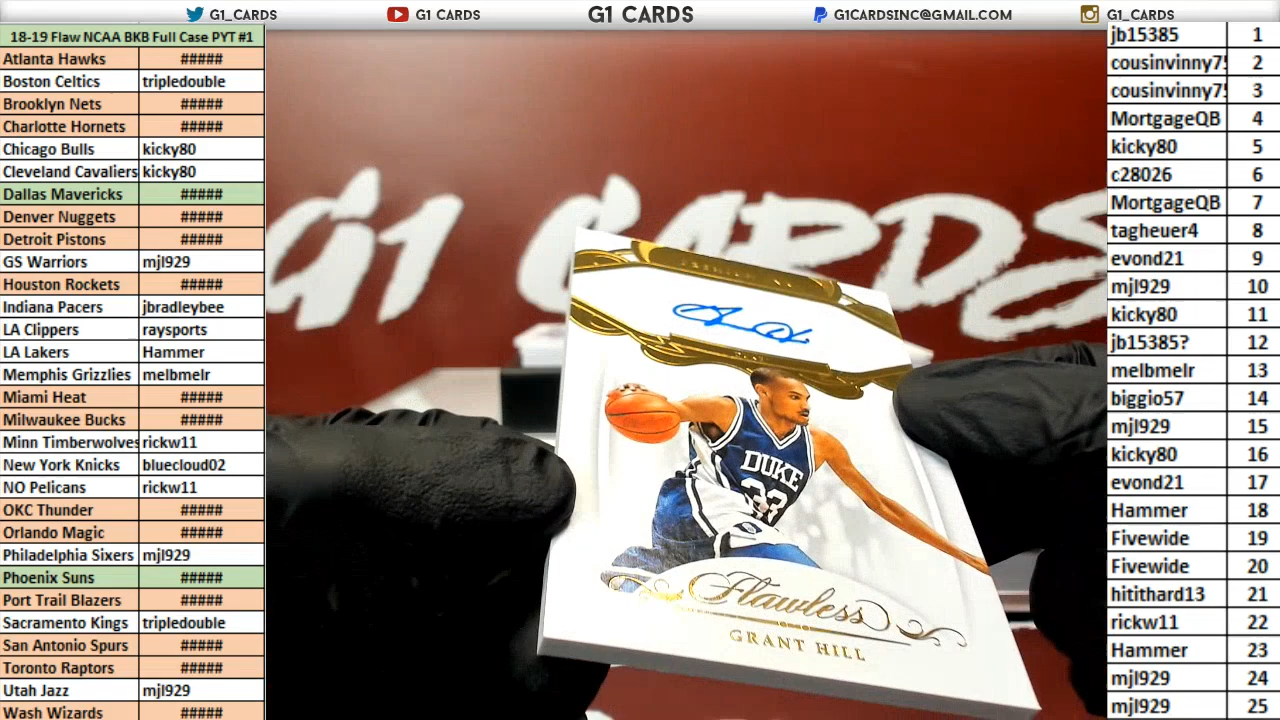 G1_CARDS
G1 CARDS
G1 CARDS
G1CARDSINC@GMAIL.COM
G1_CARDS
18-19 Flaw NCAA BKB Full Case PYT #1
Atlanta Hawks #####
Boston Celtics tripledouble
Brooklyn Nets #####
Charlotte Hornets #####
Chicago Bulls kicky80
Cleveland Cavaliers kicky80
Dallas Mavericks #####
Denver Nuggets #####
Detroit Pistons #####
GS Warriors mjl929
Houston Rockets #####
Indiana Pacers jbradleybee
LA Clippers raysports
LA Lakers Hammer
Memphis Grizzlies melbmelr
Miami Heat #####
Milwaukee Bucks #####
Minn Timberwolves rickw11
New York Knicks bluecloud02
NO Pelicans rickw11
OKC Thunder #####
Orlando Magic #####
Philadelphia Sixers mjl929
Phoenix Suns #####
Port Trail Blazers #####
Sacramento Kings tripledouble
San Antonio Spurs #####
Toronto Raptors #####
Utah Jazz mjl929
Wash Wizards #####
G1 CARDS
DUKE
33
Flawless
GRANT HILL
jb15385 1
cousinvinny75 2
cousinvinny75 3
MortgageQB 4
kicky80 5
c28026 6
MortgageQB 7
tagheuer4 8
evond21 9
mjl929 10
kicky80 11
jb15385? 12
melbmelr 13
biggio57 14
mjl929 15
kicky80 16
evond21 17
Hammer 18
Fivewide 19
Fivewide 20
hitithard13 21
rickw11 22
Hammer 23
mjl929 24
mjl929 25